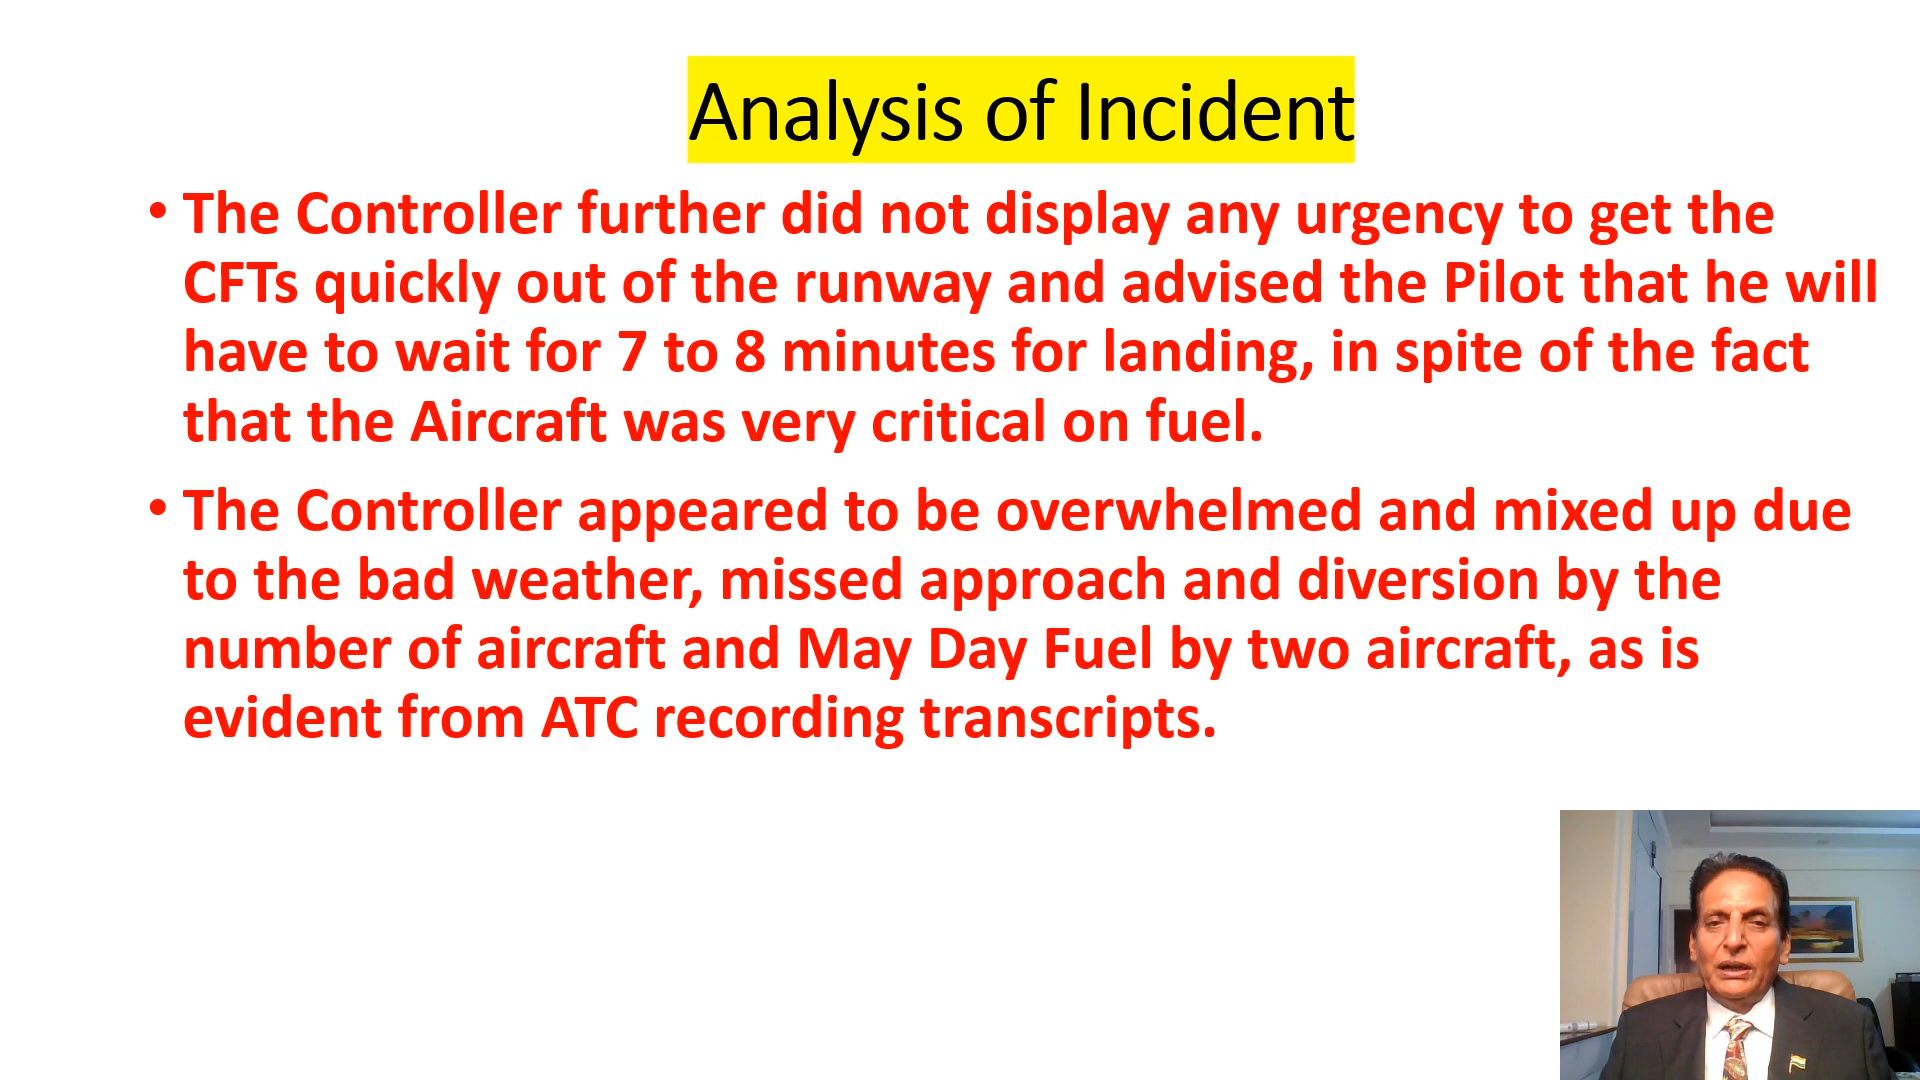 Analysis of Incident
• The Controller further did not display any urgency to get the
CFTs quickly out of the runway and advised the Pilot that he will
have to wait for 7 to 8 minutes for landing, in spite of the fact
that the Aircraft was very critical on fuel.
• The Controller appeared to be overwhelmed and mixed up due
to the bad weather, missed approach and diversion by the
number of aircraft and May Day Fuel by two aircraft, as is
evident from ATC recording transcripts.